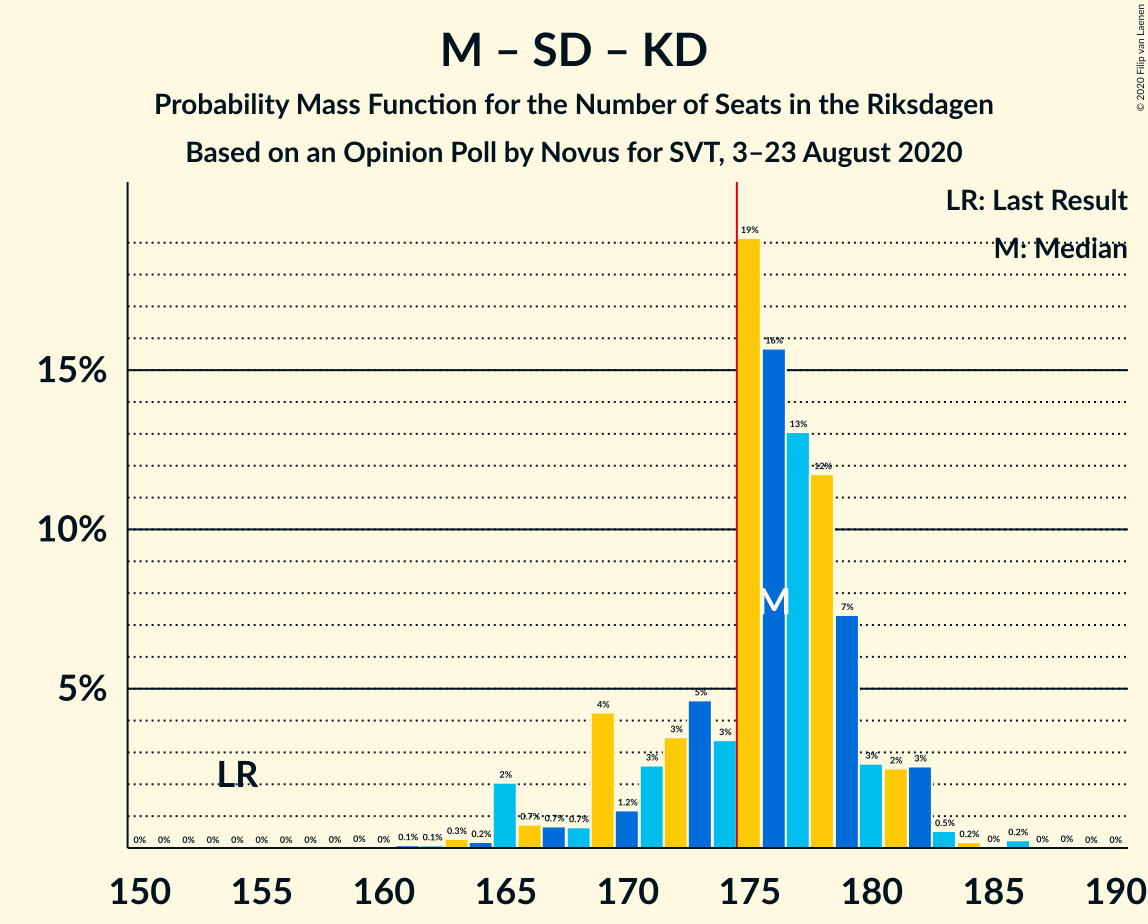 M – SD – KD
Probability Mass Function for the Number of Seats in the Riksdagen
Based on an Opinion Poll by Novus for SVT, 3–23 August 2020
© 2020 Filip van Laenen
LR: Last Result
M: Median
15%
10%
5%
0% 0% 0% 0% 0% 0% 0% 0% 0% 0% 0% 0.1% 0.1% 0.3% 0.2% 2% 0.7% 0.7% 0.7% 4% 1.2% 3% 3% 5% 3% 19% 16% 13% 12% 7% 3% 2% 3% 0.5% 0.2% 0% 0.2% 0% 0% 0% 0%
LR
M
150 155 160 165 170 175 180 185 190